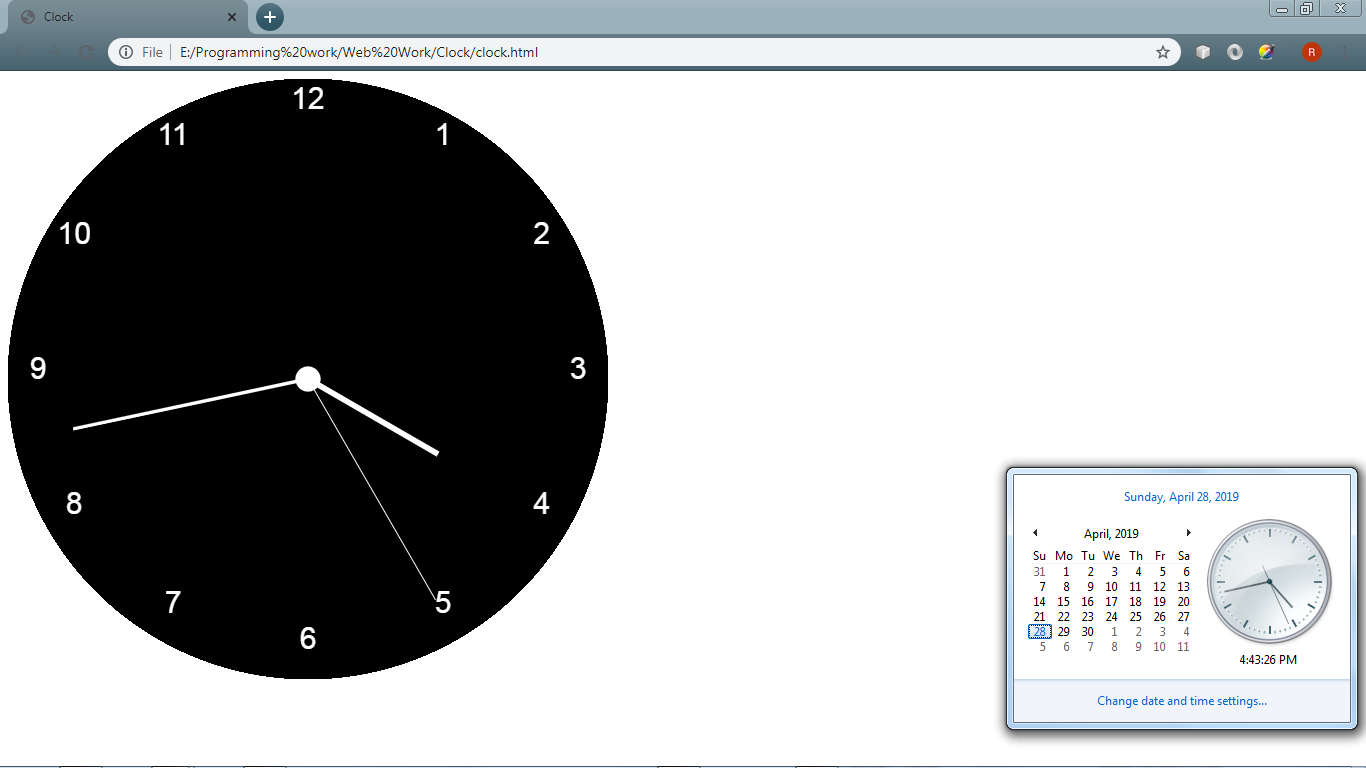 Clock
File E:/Programming%20work/Web%20Work/Clock/clock.html
R
12
11 1
10 2
9 3
8 4
7 5
6
Sunday, April 28, 2019
April, 2019
Su Mo Tu We Th Fr Sa
31 1 2 3 4 5 6
7 8 9 10 11 12 13
14 15 16 17 18 19 20
21 22 23 24 25 26 27
28 29 30 1 2 3 4
5 6 7 8 9 10 11
4:43:26 PM
Change date and time settings...